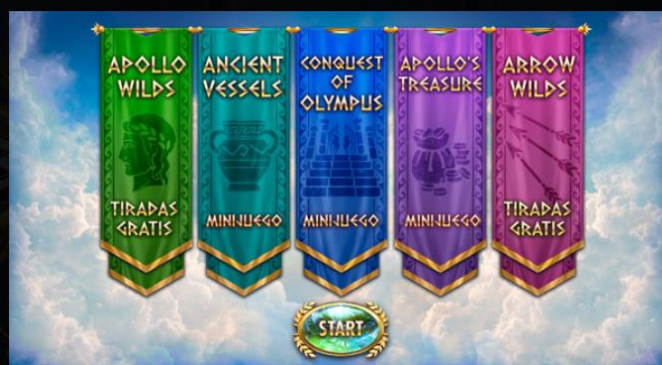 APOLLO
WILDS
TIRADAS
GRATIS
ANCIENT
VESSELS
MINIJUEGO
CONQUEST
OF
OLYMPUS
MINIJUEGO
APOLLO'S
TREASURE
MINIJUEGO
ARROW
WILDS
TIRADAS
GRATIS
START